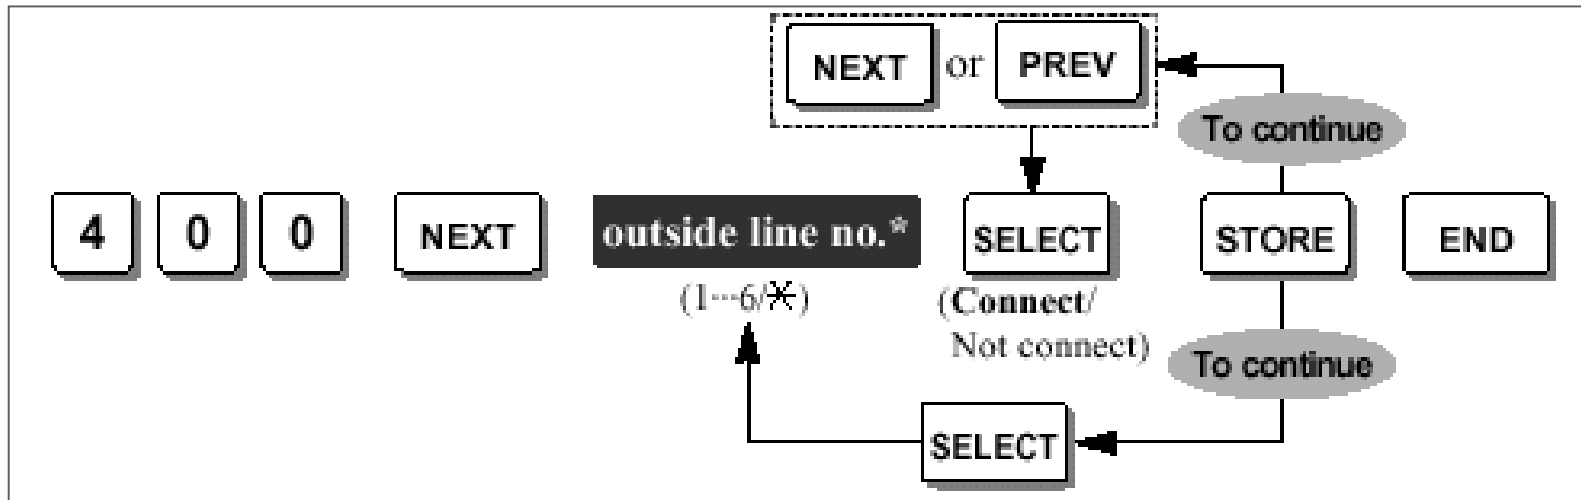 NEXT or PREV
To continue
4 0 0 NEXT outside line no.* SELECT STORE END
(1···6/✕) (Connect/
Not connect)
To continue
SELECT